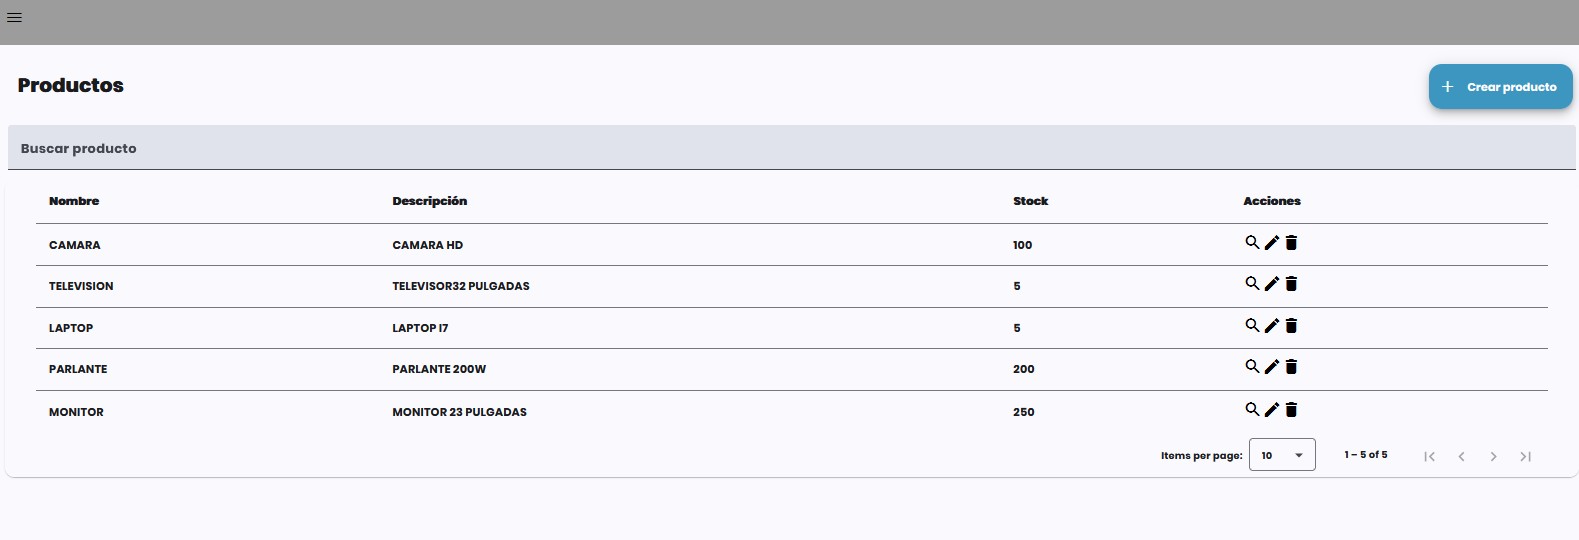 Productos
+ Crear producto
Buscar producto
Nombre Descripción Stock Acciones
CAMARA CAMARA HD 100
TELEVISION TELEVISOR32 PULGADAS 5
LAPTOP LAPTOP I7 5
PARLANTE PARLANTE 200W 200
MONITOR MONITOR 23 PULGADAS 250
Items per page: 10 1 – 5 of 5